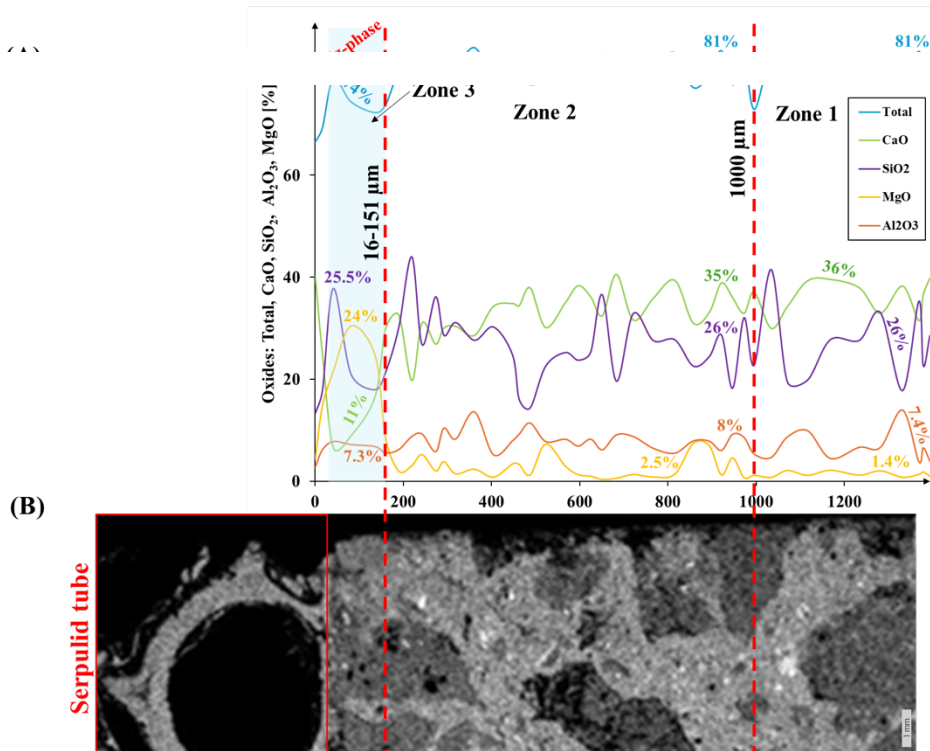 81%
81%
Zone 3
Zone 2
Zone 1
Oxides: Total, CaO, SiO₂, Al₂O₃, MgO [%]
60
40
20
0
16-151 µm
1000 µm
Total
CaO
SiO2
MgO
Al2O3
25.5%
24%
11%
7.3%
35%
26%
8%
2.5%
36%
26%
7.4%
1.4%
0
200
400
600
800
1000
1200
(B)
Serpulid tube
1 mm